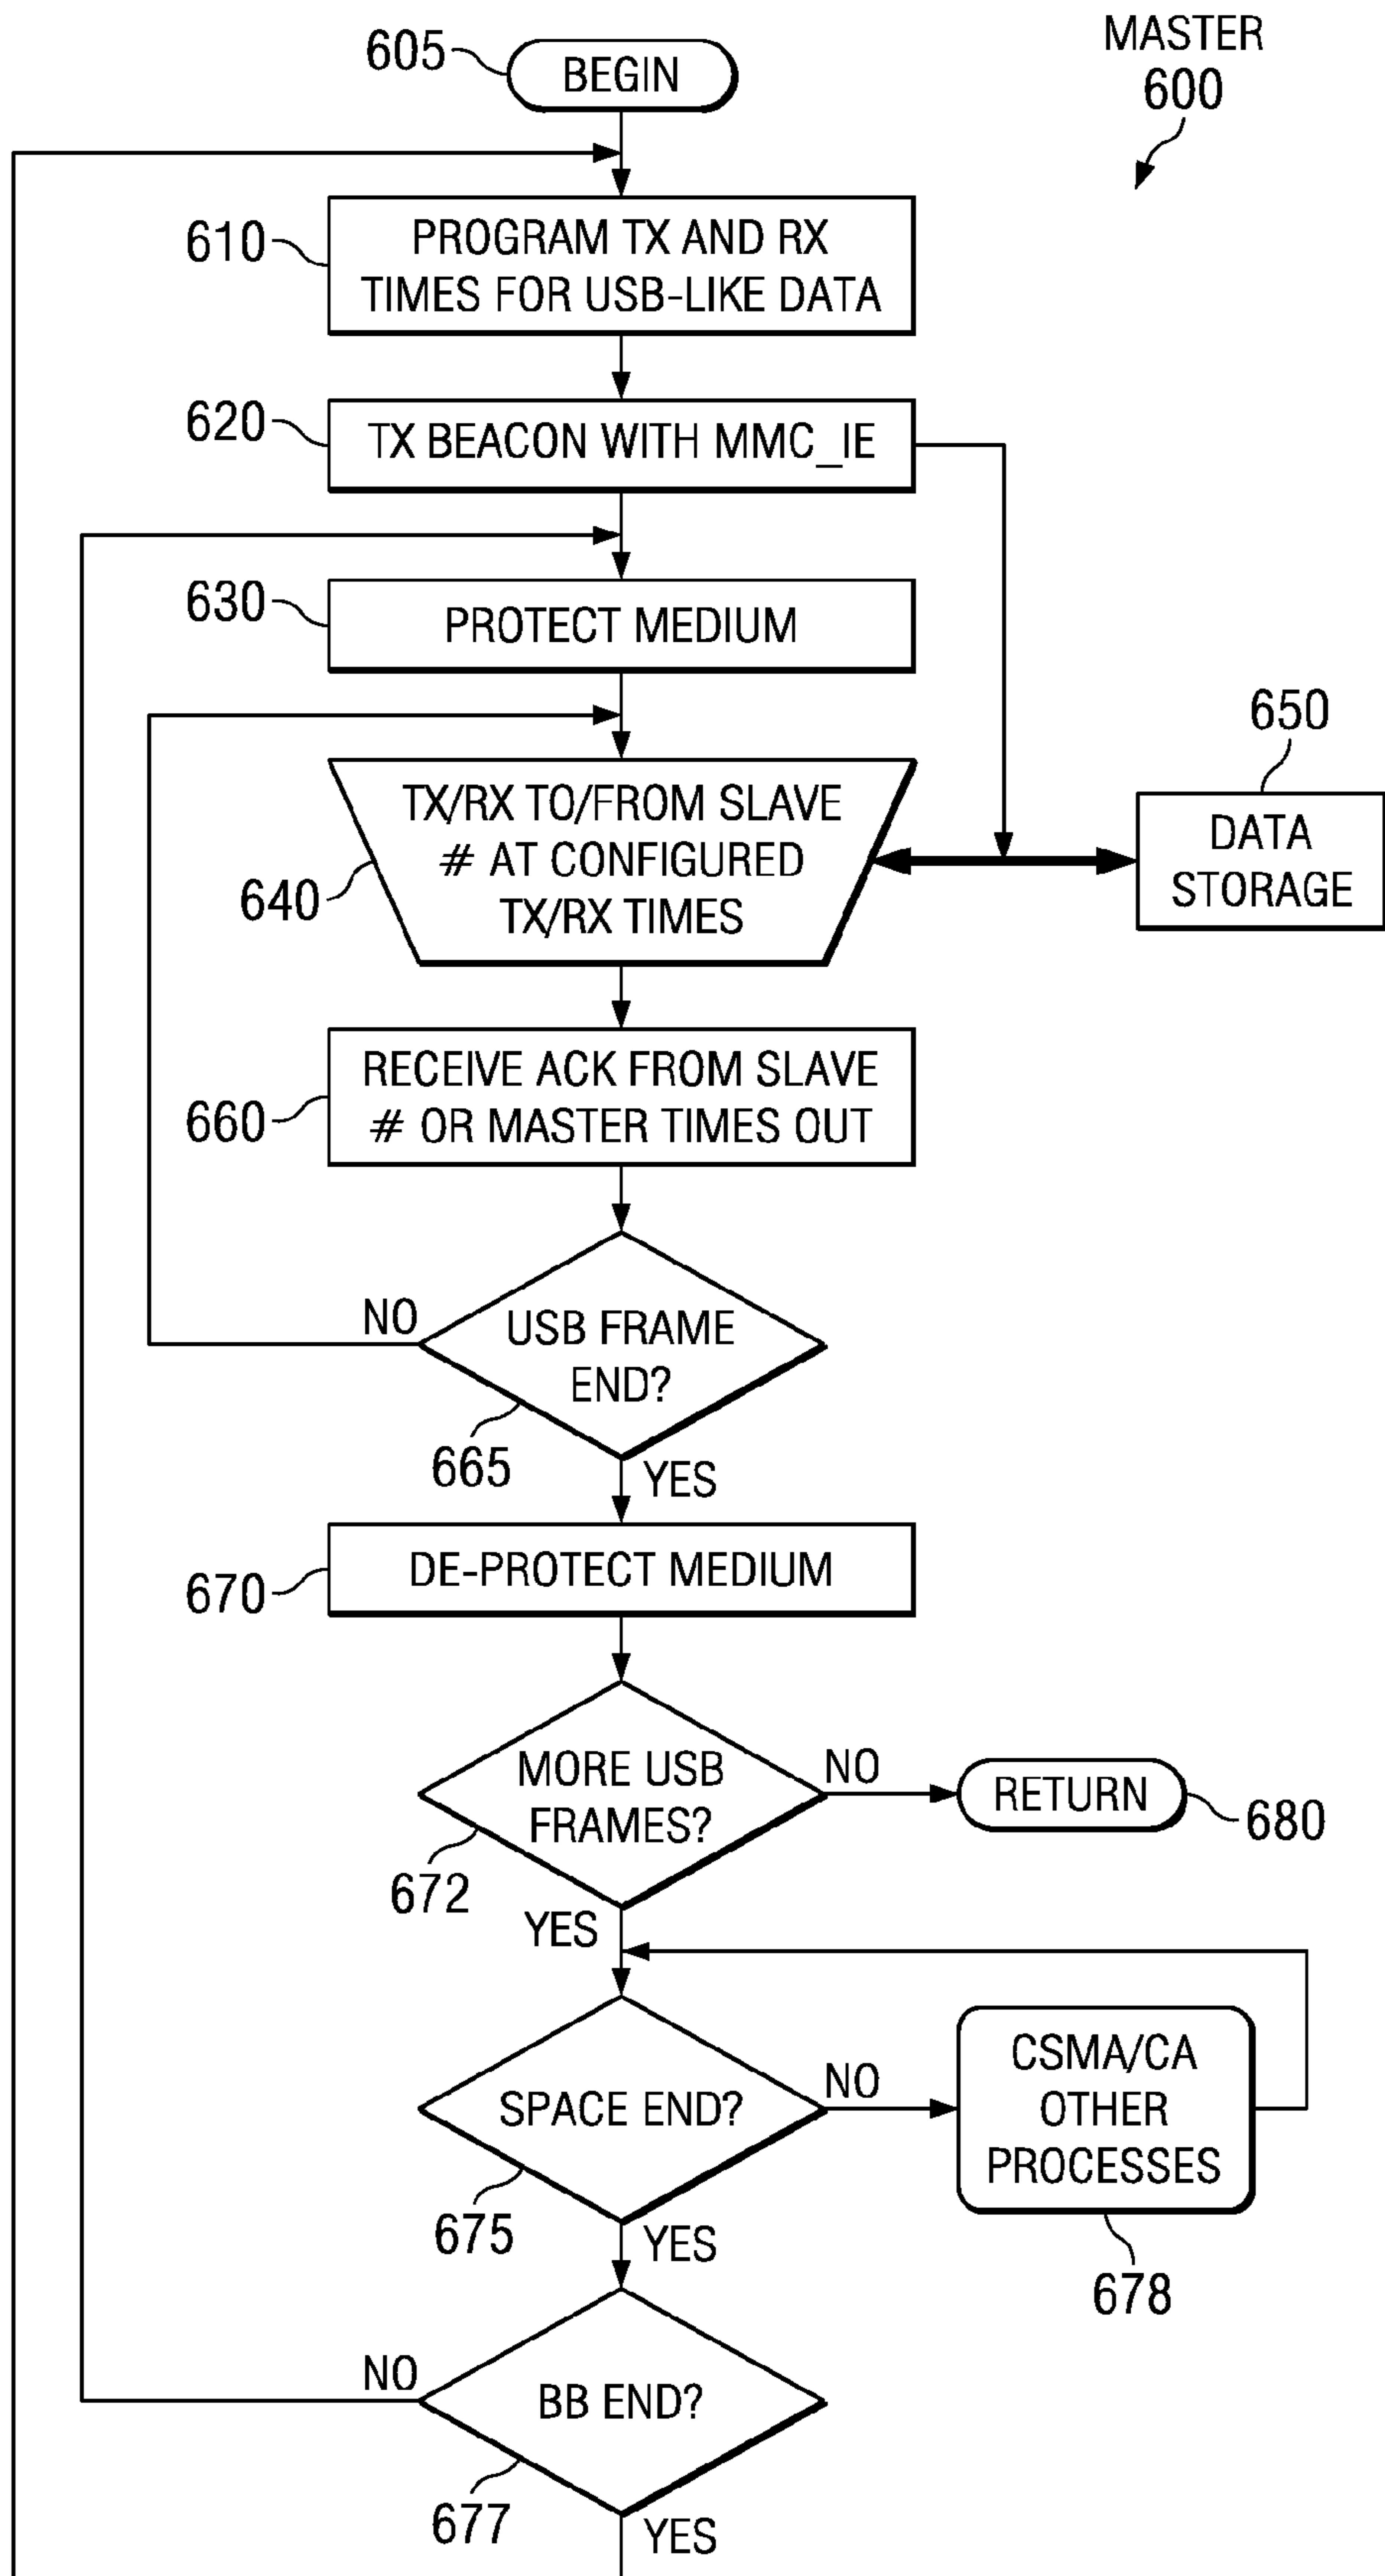 MASTER
600
605
BEGIN
610
PROGRAM TX AND RX
TIMES FOR USB-LIKE DATA
620
TX BEACON WITH MMC_IE
630
PROTECT MEDIUM
650
DATA
STORAGE
TX/RX TO/FROM SLAVE
# AT CONFIGURED
TX/RX TIMES
640
RECEIVE ACK FROM SLAVE
# OR MASTER TIMES OUT
660
NO
USB FRAME
END?
665
YES
DE-PROTECT MEDIUM
670
MORE USB
FRAMES?
NO
RETURN
680
672
YES
SPACE END?
NO
CSMA/CA
OTHER
PROCESSES
675
YES
678
NO
BB END?
677
YES